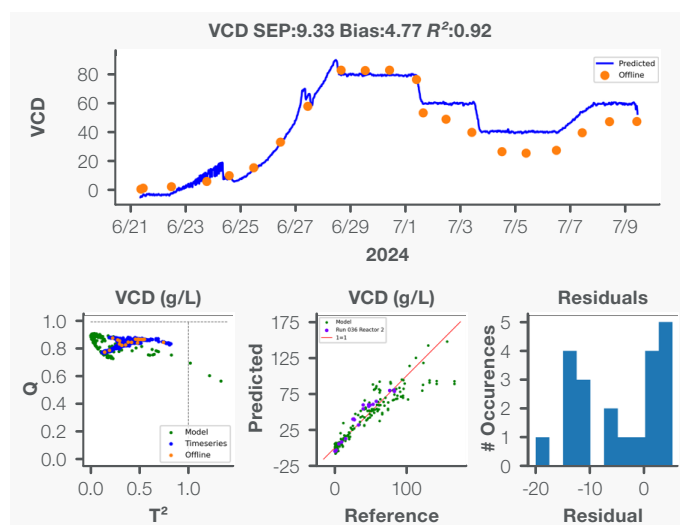 VCD SEP:9.33 Bias:4.77 R²:0.92
VCD
80
60
40
20
0
Predicted
Offline
6/21
6/23
6/25
6/27
6/29
7/1
7/3
7/5
7/7
7/9
2024
VCD (g/L)
Q
1.0
0.8
0.6
0.4
0.2
0.0
Model
Timeseries
Offline
0.0
0.5
1.0
T²
VCD (g/L)
Predicted
175
125
75
25
-25
Model
Run 036 Reactor 2
1=1
0
100
Reference
Residuals
# Occurences
5
4
3
2
1
0
-20
-10
0
Residual